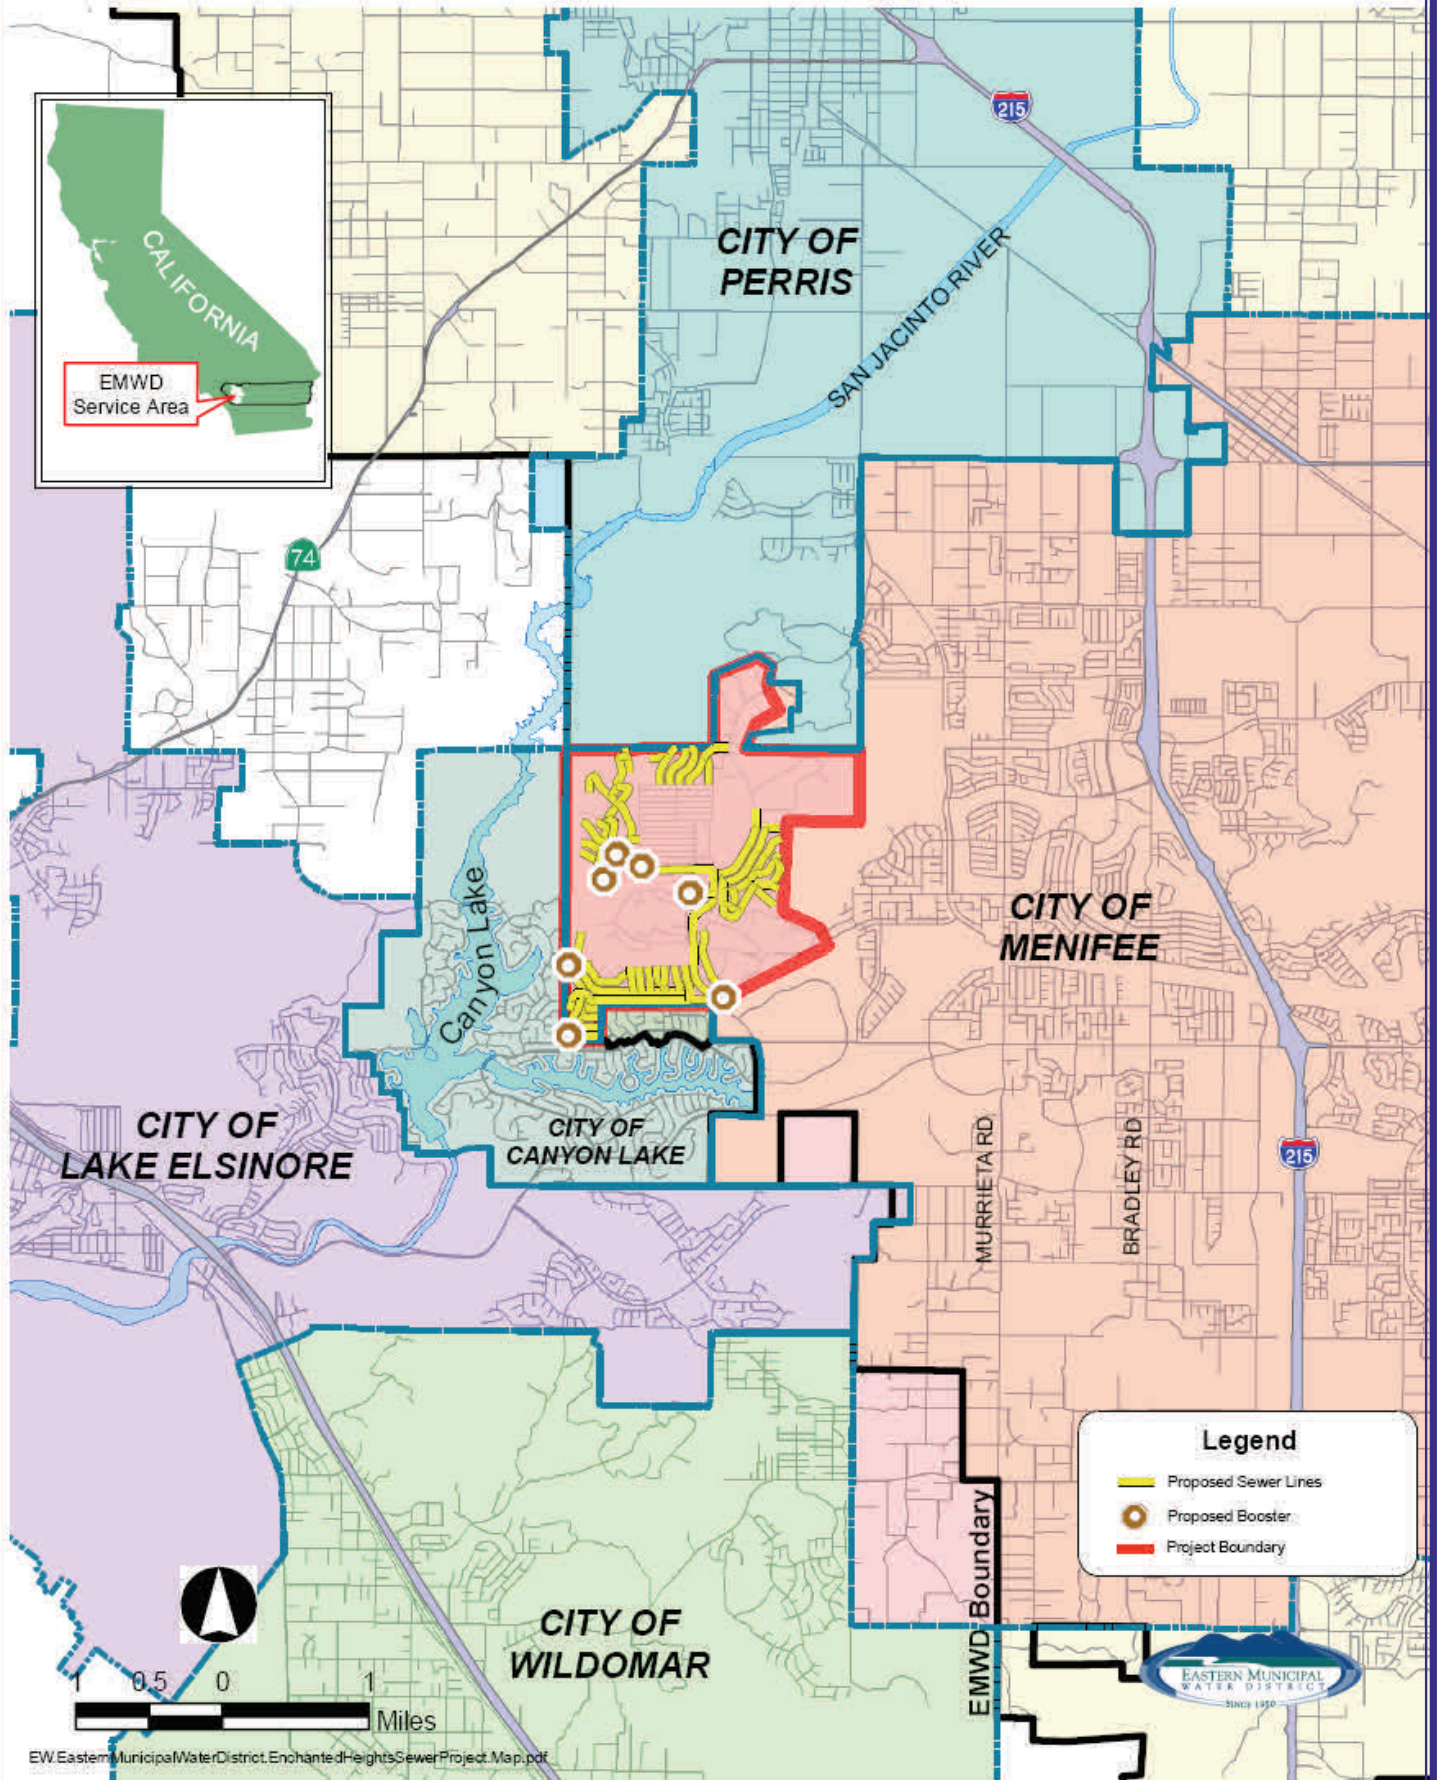 215
CITY OF
PERRIS
SAN JACINTO RIVER
CALIFORNIA
EMWD
Service Area
74
Canyon Lake
CITY OF
MENIFEE
CITY OF
LAKE ELSINORE
CITY OF
CANYON LAKE
MURRIETA RD
BRADLEY RD
215
Legend
Proposed Sewer Lines
Proposed Booster
Project Boundary
EMWD Boundary
CITY OF
WILDOMAR
EASTERN MUNICIPAL
WATER DISTRICT
SINCE 1950
1 0.5 0 1
Miles
EW.EasternMunicipalWaterDistrict.EnchantedHeightsSewerProject.Map.pdf